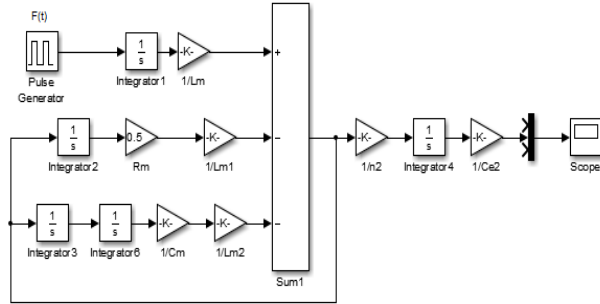 F(t)
1
s
-K-
+
Pulse
Generator
Integrator1
1/Lm
1
s
0.5
-K-
−
-K-
1
s
-K-
Integrator2
Rm
1/Lm1
1/n2
Integrator4
1/Ce2
Scope
1
s
1
s
-K-
-K-
−
Integrator3
Integrator6
1/Cm
1/Lm2
Sum1